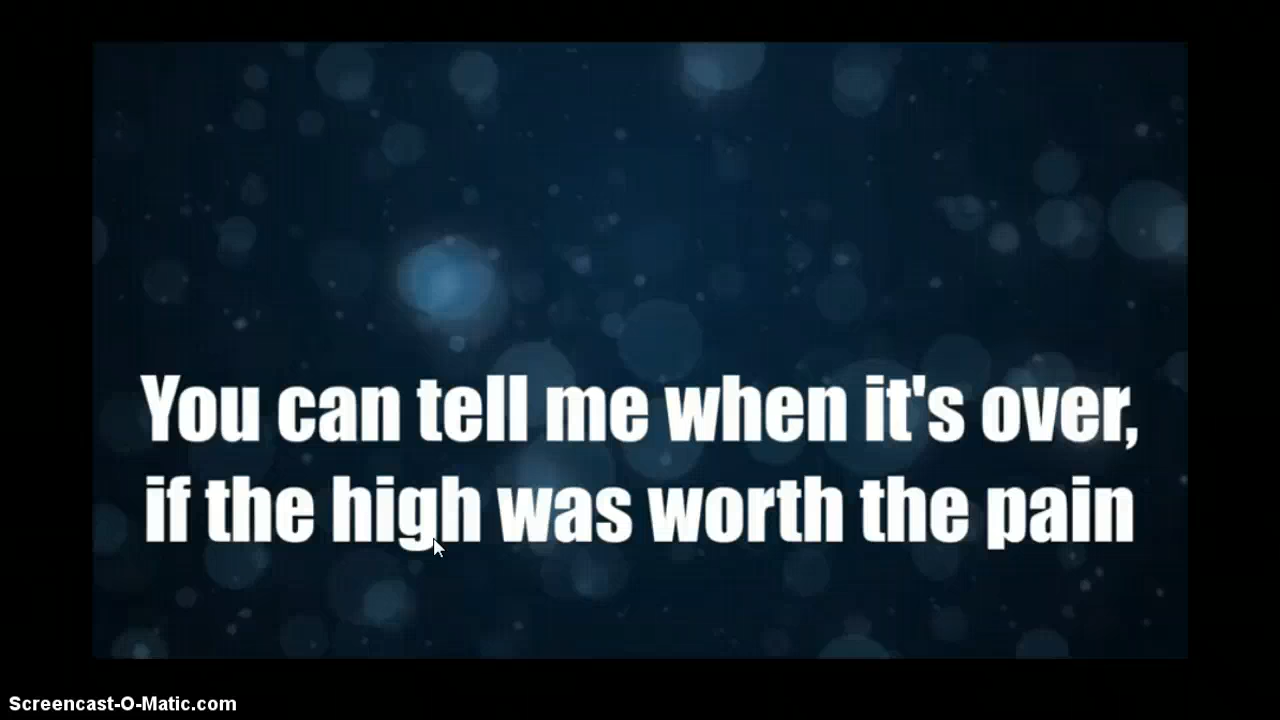 You can tell me when it's over,
if the high was worth the pain
Screencast-O-Matic.com